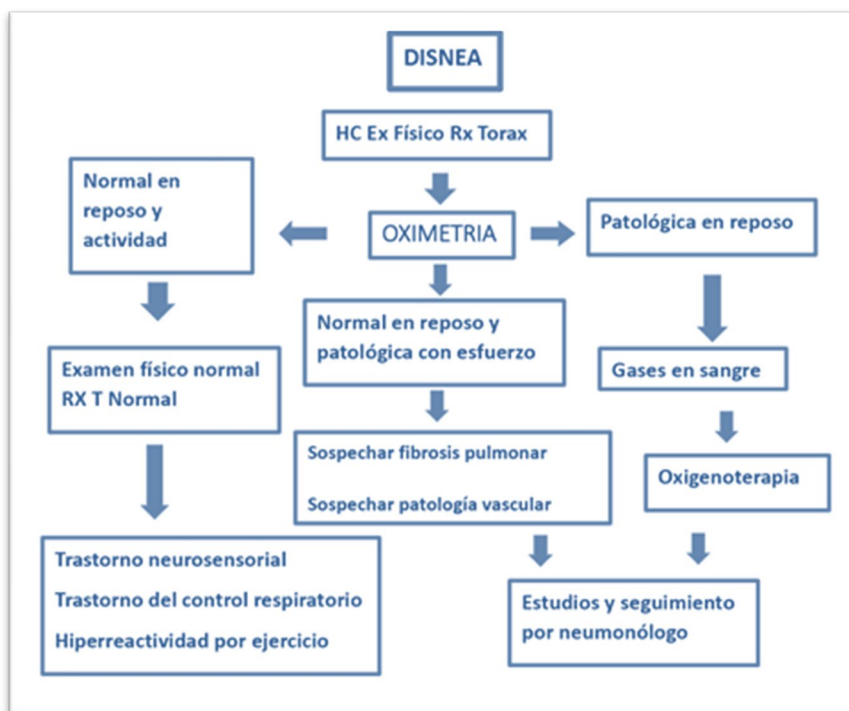 DISNEA
HC Ex Físico Rx Torax
Normal en
reposo y
actividad
OXIMETRIA
Patológica en reposo
Normal en reposo y
patológica con esfuerzo
Examen físico normal
RX T Normal
Gases en sangre
Sospechar fibrosis pulmonar
Sospechar patología vascular
Oxigenoterapia
Trastorno neurosensorial
Trastorno del control respiratorio
Hiperreactividad por ejercicio
Estudios y seguimiento
por neumonólogo